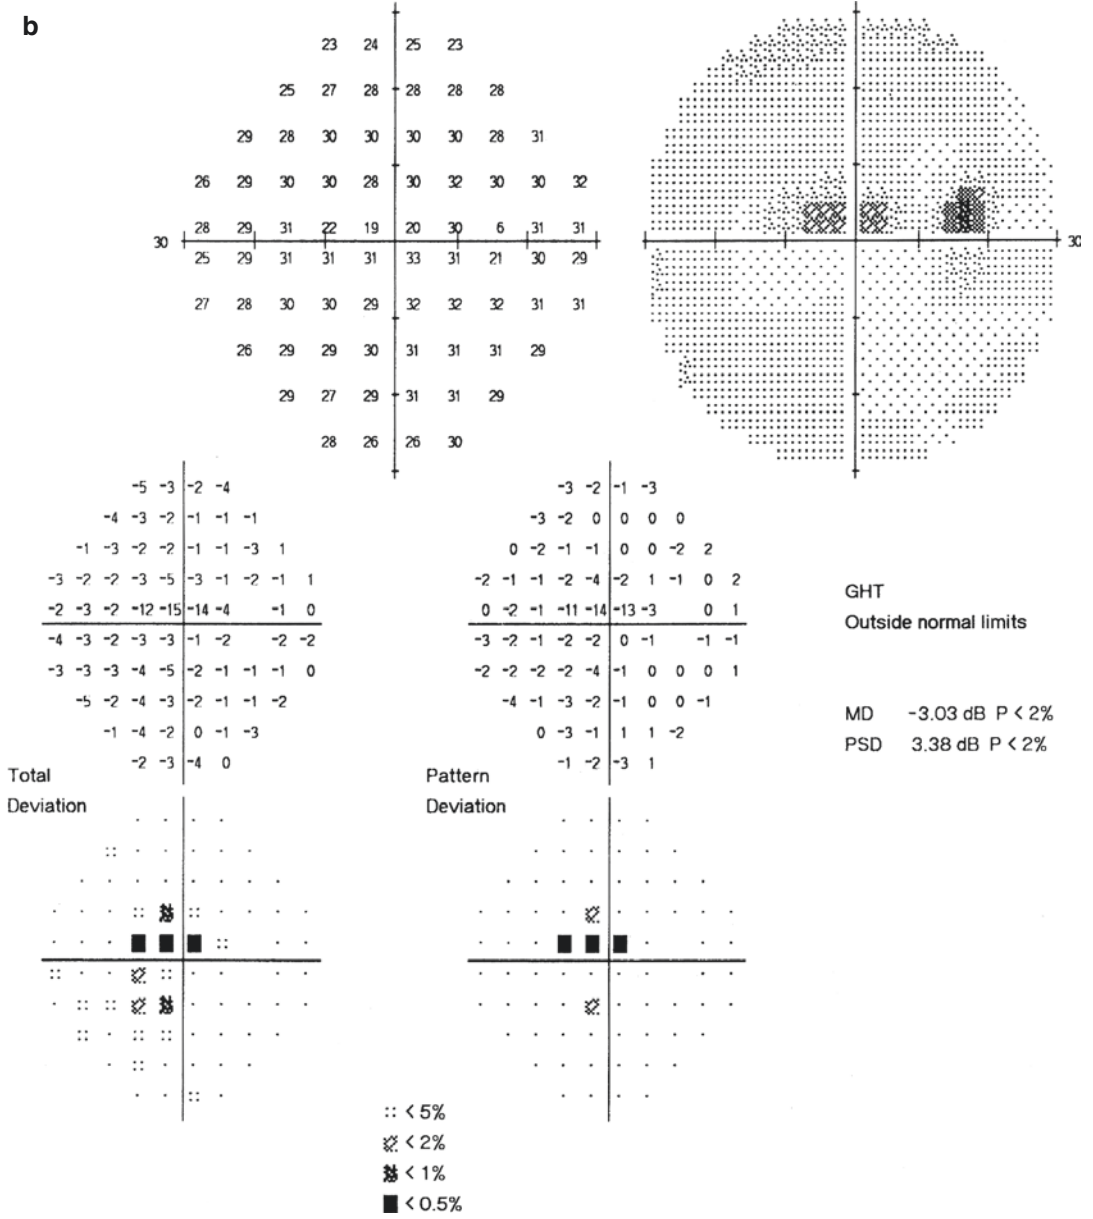 b
23 24 25 23
25 27 28 28 28 28
29 28 30 30 30 30 28 31
26 29 30 30 28 30 32 30 30 32
28 29 31 22 19 20 30 6 31 31
30 30
25 29 31 31 31 33 31 21 30 29
27 28 30 30 29 32 32 32 31 31
26 29 29 30 31 31 31 29
29 27 29 31 31 29
28 26 26 30
-5 -3 -2 -4
-4 -3 -2 -1 -1 -1
-1 -3 -2 -2 -1 -1 -3 1
-3 -2 -2 -3 -5 -3 -1 -2 -1 1
-2 -3 -2 -12 -15 -14 -4 -1 0
-4 -3 -2 -3 -3 -1 -2 -2 -2
-3 -3 -3 -4 -5 -2 -1 -1 -1 0
-5 -2 -4 -3 -2 -1 -1 -2
-1 -4 -2 0 -1 -3
-2 -3 -4 0
Total
Deviation
-3 -2 -1 -3
-3 -2 0 0 0 0
0 -2 -1 -1 0 0 -2 2
-2 -1 -1 -2 -4 -2 1 -1 0 2
0 -2 -1 -11 -14 -13 -3 0 1
-3 -2 -1 -2 -2 0 -1 -1 -1
-2 -2 -2 -2 -4 -1 0 0 0 1
-4 -1 -3 -2 -1 0 0 -1
0 -3 -1 1 1 -2
-1 -2 -3 1
Pattern
Deviation
GHT
Outside normal limits
MD -3.03 dB P < 2%
PSD 3.38 dB P < 2%
< 5%
< 2%
< 1%
< 0.5%